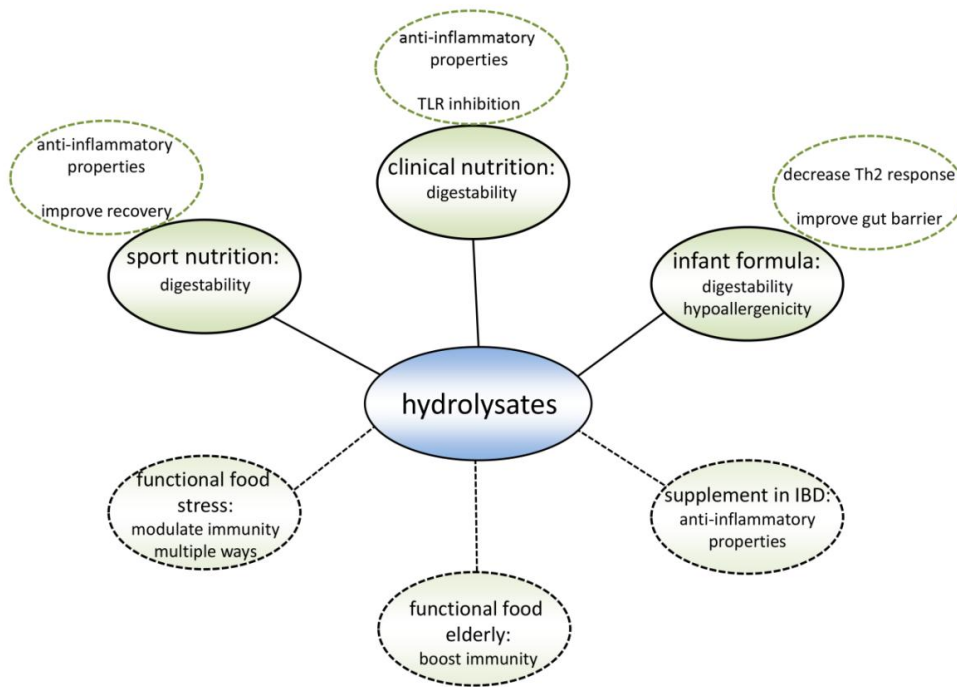 anti-inflammatory
properties
TLR inhibition
clinical nutrition:
digestability
anti-inflammatory
properties
improve recovery
sport nutrition:
digestability
decrease Th2 response
improve gut barrier
infant formula:
digestability
hypoallergenicity
hydrolysates
functional food
stress:
modulate immunity
multiple ways
functional food
elderly:
boost immunity
supplement in IBD:
anti-inflammatory
properties